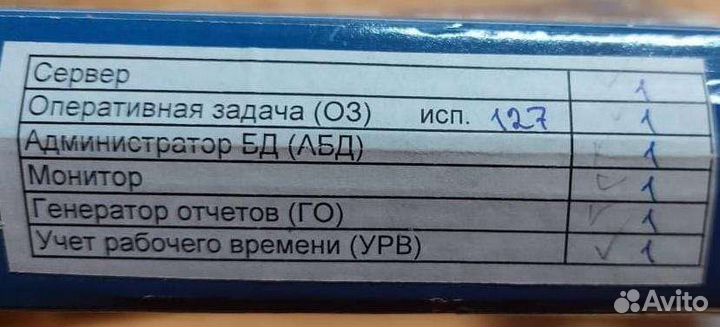 Сервер 1
Оперативная задача (ОЗ) исп. 127 1
Администратор БД (АБД) 1
Монитор 1
Генератор отчетов (ГО) 1
Учет рабочего времени (УРВ) 1
Avito